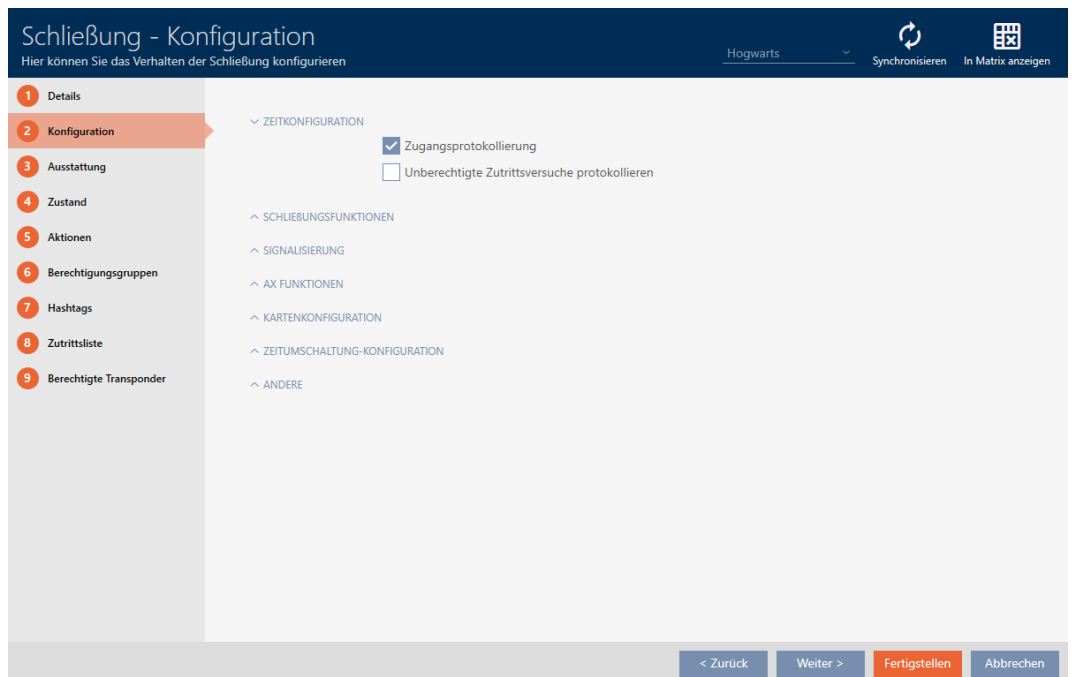 Schließung - Konfiguration
Hier können Sie das Verhalten der Schließung konfigurieren
Hogwarts
Synchronisieren
In Matrix anzeigen
1 Details
2 Konfiguration
3 Ausstattung
4 Zustand
5 Aktionen
6 Berechtigungsgruppen
7 Hashtags
8 Zutrittsliste
9 Berechtigte Transponder
ZEITKONFIGURATION
Zugangsprotokollierung
Unberechtigte Zutrittsversuche protokollieren
SCHLIEßUNGSFUNKTIONEN
SIGNALISIERUNG
AX FUNKTIONEN
KARTENKONFIGURATION
ZEITUMSCHALTUNG-KONFIGURATION
ANDERE
< Zurück
Weiter >
Fertigstellen
Abbrechen